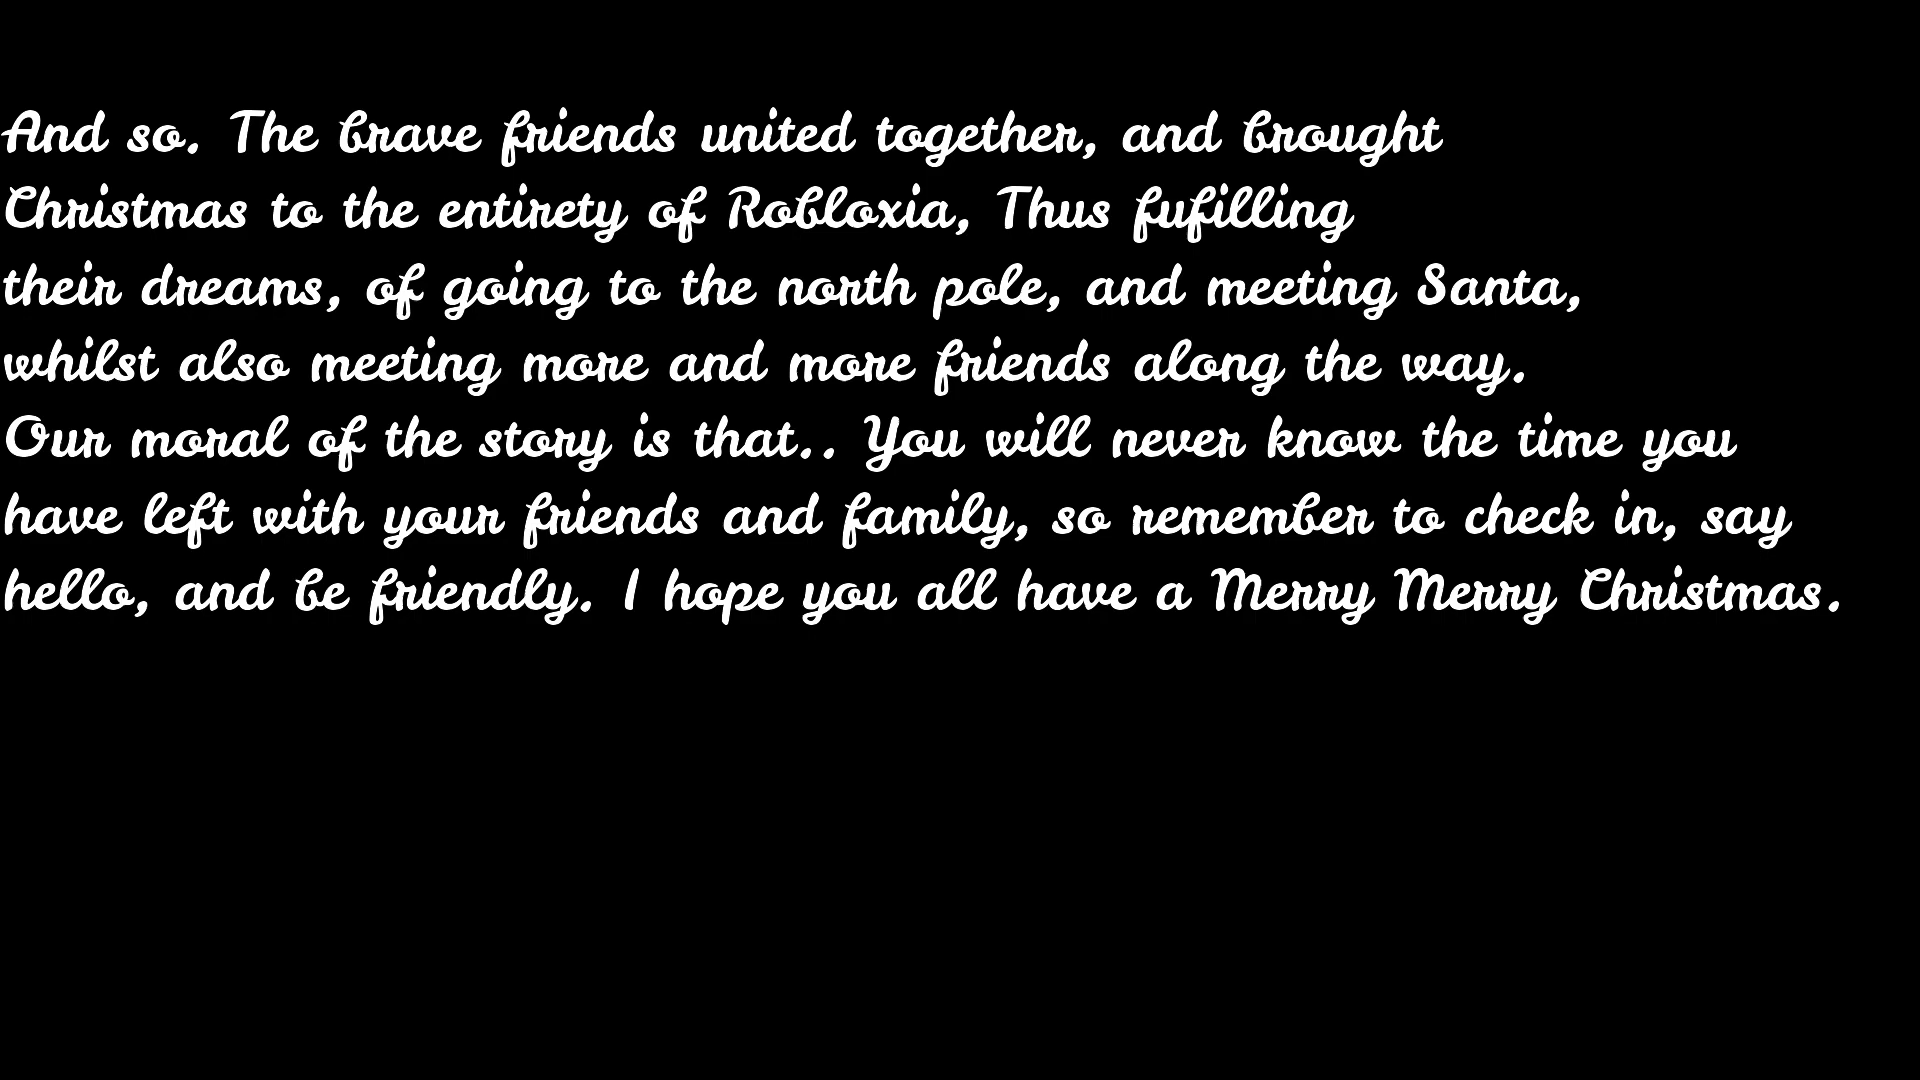 And so. The brave friends united together, and brought
Christmas to the entirety of Robloxia, Thus fufilling
their dreams, of going to the north pole, and meeting Santa,
whilst also meeting more and more friends along the way.
Our moral of the story is that.. You will never know the time you
have left with your friends and family, so remember to check in, say
hello, and be friendly. I hope you all have a Merry Merry Christmas.